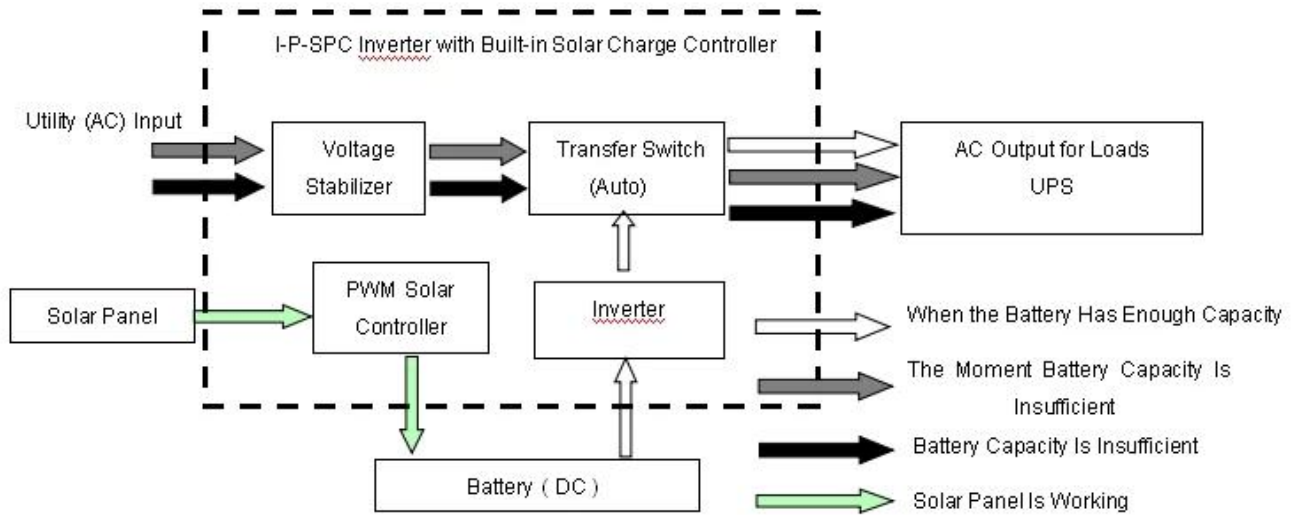 I-P-SPC Inverter with Built-in Solar Charge Controller
Utility (AC) Input
Voltage
Stabilizer
Transfer Switch
(Auto)
AC Output for Loads
UPS
Solar Panel
PWM Solar
Controller
Inverter
Battery ( DC )
When the Battery Has Enough Capacity
The Moment Battery Capacity Is
Insufficient
Battery Capacity Is Insufficient
Solar Panel Is Working